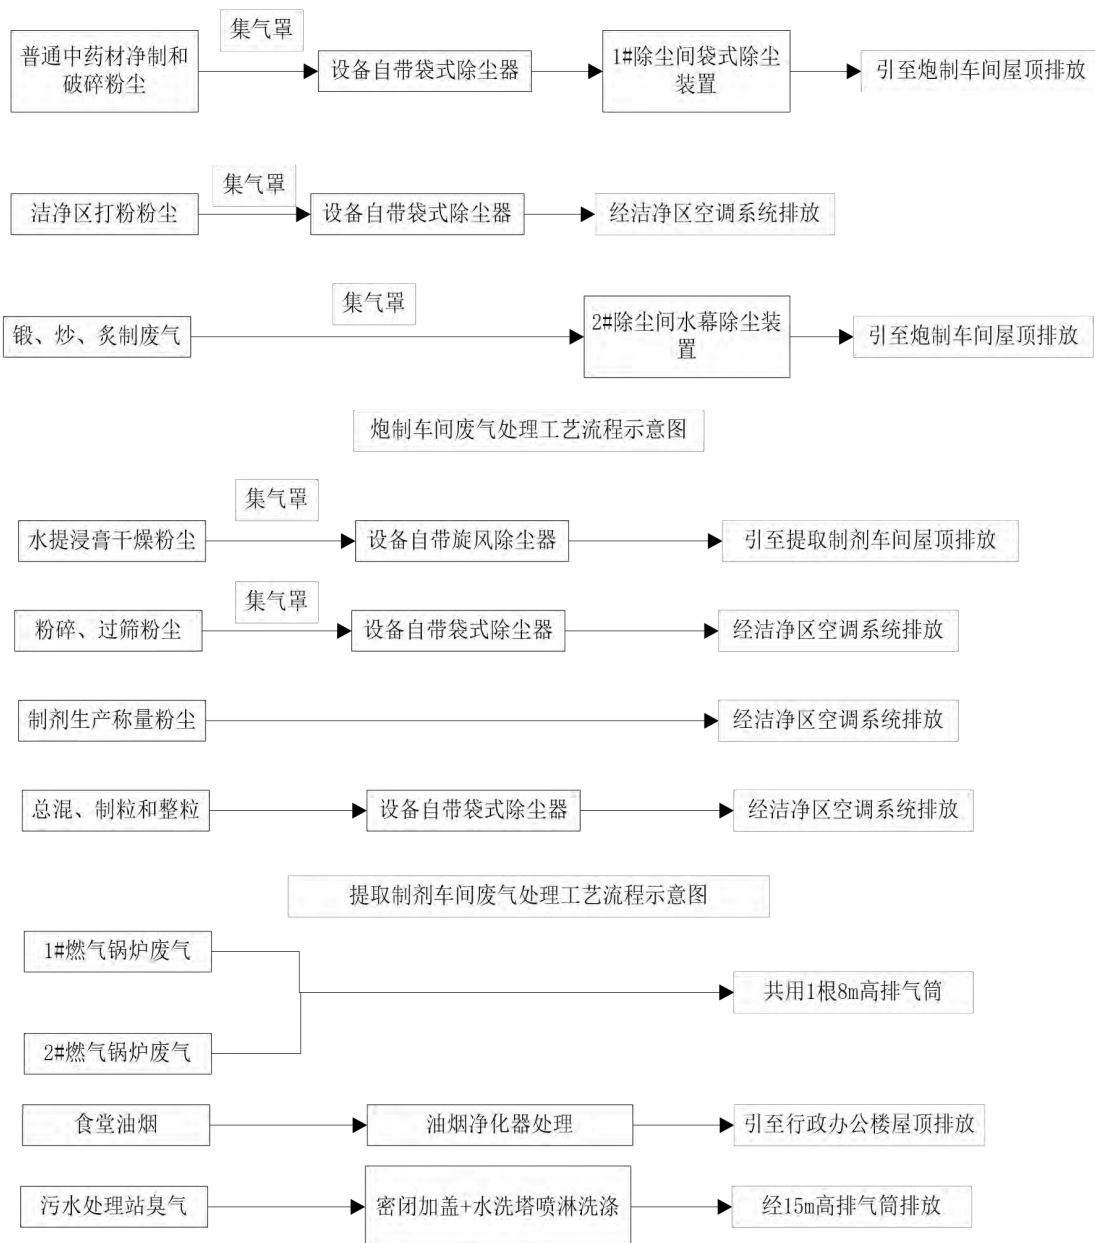 集气罩
普通中药材净制和
破碎粉尘
设备自带袋式除尘器
1#除尘间袋式除尘
装置
引至炮制车间屋顶排放
集气罩
洁净区打粉粉尘
设备自带袋式除尘器
经洁净区空调系统排放
集气罩
锻、炒、炙制废气
2#除尘间水幕除尘装
置
引至炮制车间屋顶排放
炮制车间废气处理工艺流程示意图
集气罩
水提浸膏干燥粉尘
设备自带旋风除尘器
引至提取制剂车间屋顶排放
集气罩
粉碎、过筛粉尘
设备自带袋式除尘器
经洁净区空调系统排放
制剂生产称量粉尘
经洁净区空调系统排放
总混、制粒和整粒
设备自带袋式除尘器
经洁净区空调系统排放
提取制剂车间废气处理工艺流程示意图
1#燃气锅炉废气
共用1根8m高排气筒
2#燃气锅炉废气
食堂油烟
油烟净化器处理
引至行政办公楼屋顶排放
污水处理站臭气
密闭加盖+水洗塔喷淋洗涤
经15m高排气筒排放